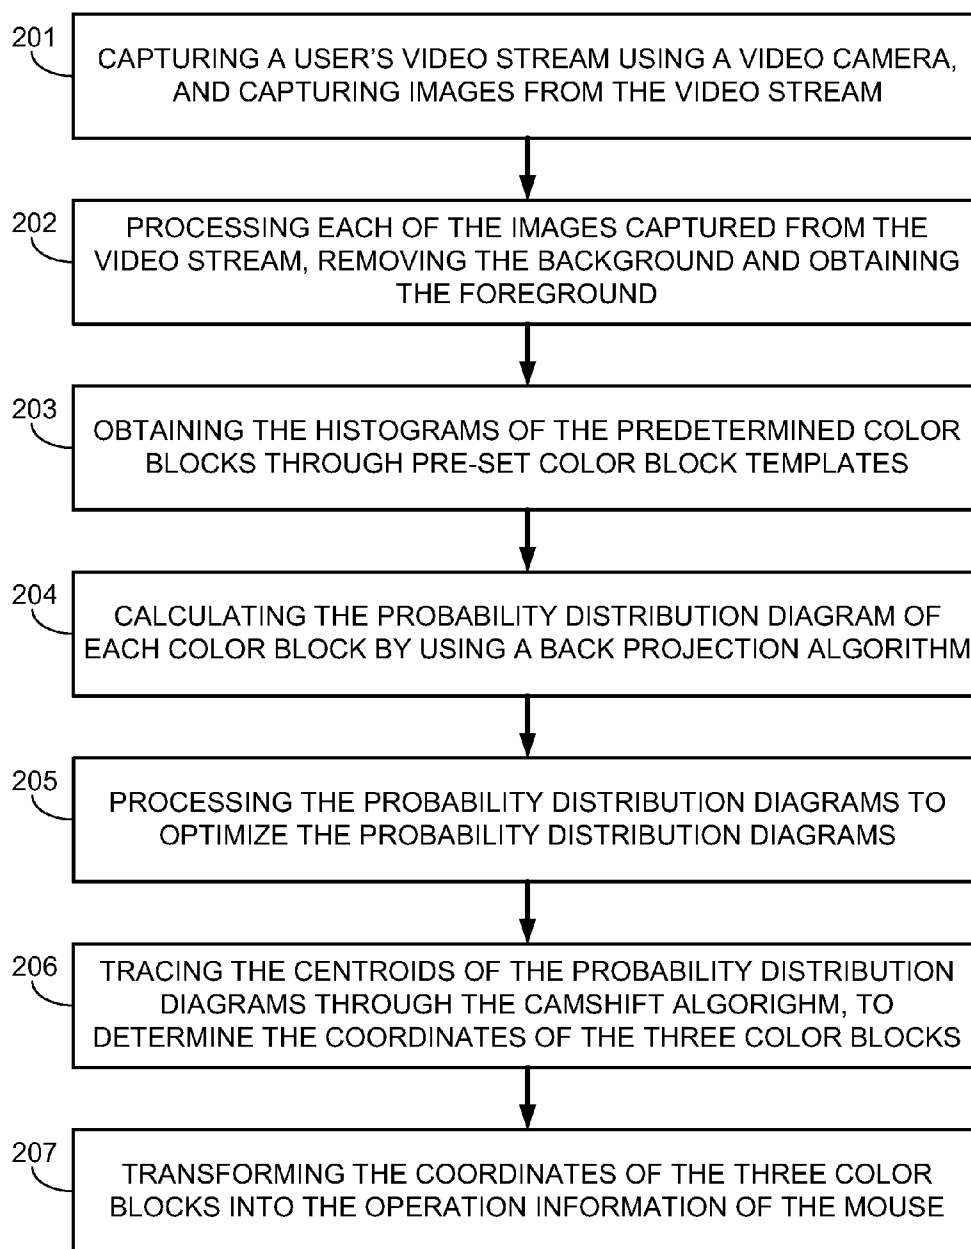 201
CAPTURING A USER'S VIDEO STREAM USING A VIDEO CAMERA,
AND CAPTURING IMAGES FROM THE VIDEO STREAM
202
PROCESSING EACH OF THE IMAGES CAPTURED FROM THE
VIDEO STREAM, REMOVING THE BACKGROUND AND OBTAINING
THE FOREGROUND
203
OBTAINING THE HISTOGRAMS OF THE PREDETERMINED COLOR
BLOCKS THROUGH PRE-SET COLOR BLOCK TEMPLATES
204
CALCULATING THE PROBABILITY DISTRIBUTION DIAGRAM OF
EACH COLOR BLOCK BY USING A BACK PROJECTION ALGORITHM
205
PROCESSING THE PROBABILITY DISTRIBUTION DIAGRAMS TO
OPTIMIZE THE PROBABILITY DISTRIBUTION DIAGRAMS
206
TRACING THE CENTROIDS OF THE PROBABILITY DISTRIBUTION
DIAGRAMS THROUGH THE CAMSHIFT ALGORIGHM, TO
DETERMINE THE COORDINATES OF THE THREE COLOR BLOCKS
207
TRANSFORMING THE COORDINATES OF THE THREE COLOR
BLOCKS INTO THE OPERATION INFORMATION OF THE MOUSE